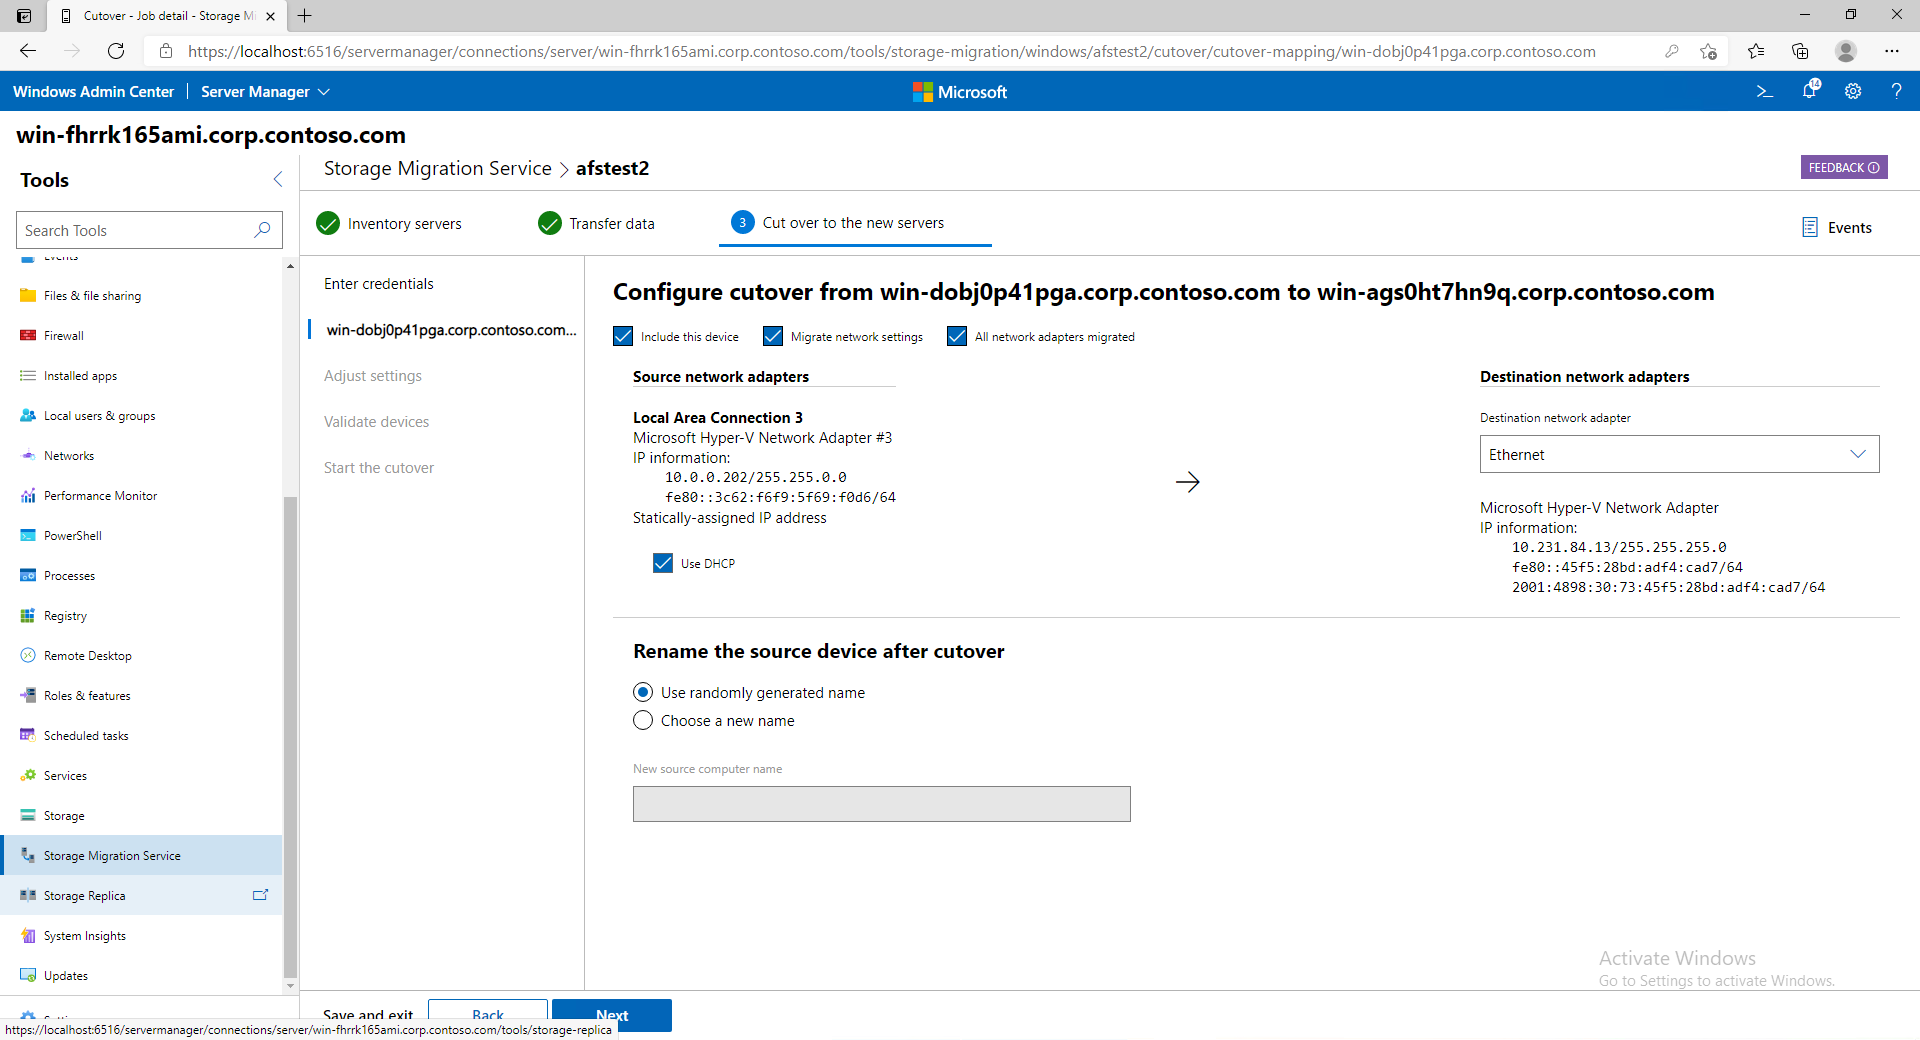 Cutover - Job detail - Storage Mi
https://localhost:6516/servermanager/connections/server/win-fhrrk165ami.corp.contoso.com/tools/storage-migration/windows/afstest2/cutover/cutover-mapping/win-dobj0p41pga.corp.contoso.com
Windows Admin Center
Server Manager
Microsoft
14
win-fhrrk165ami.corp.contoso.com
Tools
Search Tools
Events
Files & file sharing
Firewall
Installed apps
Local users & groups
Networks
Performance Monitor
PowerShell
Processes
Registry
Remote Desktop
Roles & features
Scheduled tasks
Services
Storage
Storage Migration Service
Storage Replica
System Insights
Updates
https://localhost:6516/servermanager/connections/server/win-fhrrk165ami.corp.contoso.com/tools/storage-replica
Storage Migration Service > afstest2
FEEDBACK
Inventory servers
Transfer data
3 Cut over to the new servers
Events
Enter credentials
win-dobj0p41pga.corp.contoso.com...
Adjust settings
Validate devices
Start the cutover
Configure cutover from win-dobj0p41pga.corp.contoso.com to win-ags0ht7hn9q.corp.contoso.com
Include this device
Migrate network settings
All network adapters migrated
Source network adapters
Local Area Connection 3
Microsoft Hyper-V Network Adapter #3
IP information:
10.0.0.202/255.255.0.0
fe80::3c62:f6f9:5f69:f0d6/64
Statically-assigned IP address
Use DHCP
Destination network adapters
Destination network adapter
Ethernet
Microsoft Hyper-V Network Adapter
IP information:
10.231.84.13/255.255.255.0
fe80::45f5:28bd:adf4:cad7/64
2001:4898:30:73:45f5:28bd:adf4:cad7/64
Rename the source device after cutover
Use randomly generated name
Choose a new name
New source computer name
Activate Windows
Go to Settings to activate Windows.
Save and exit
Back
Next